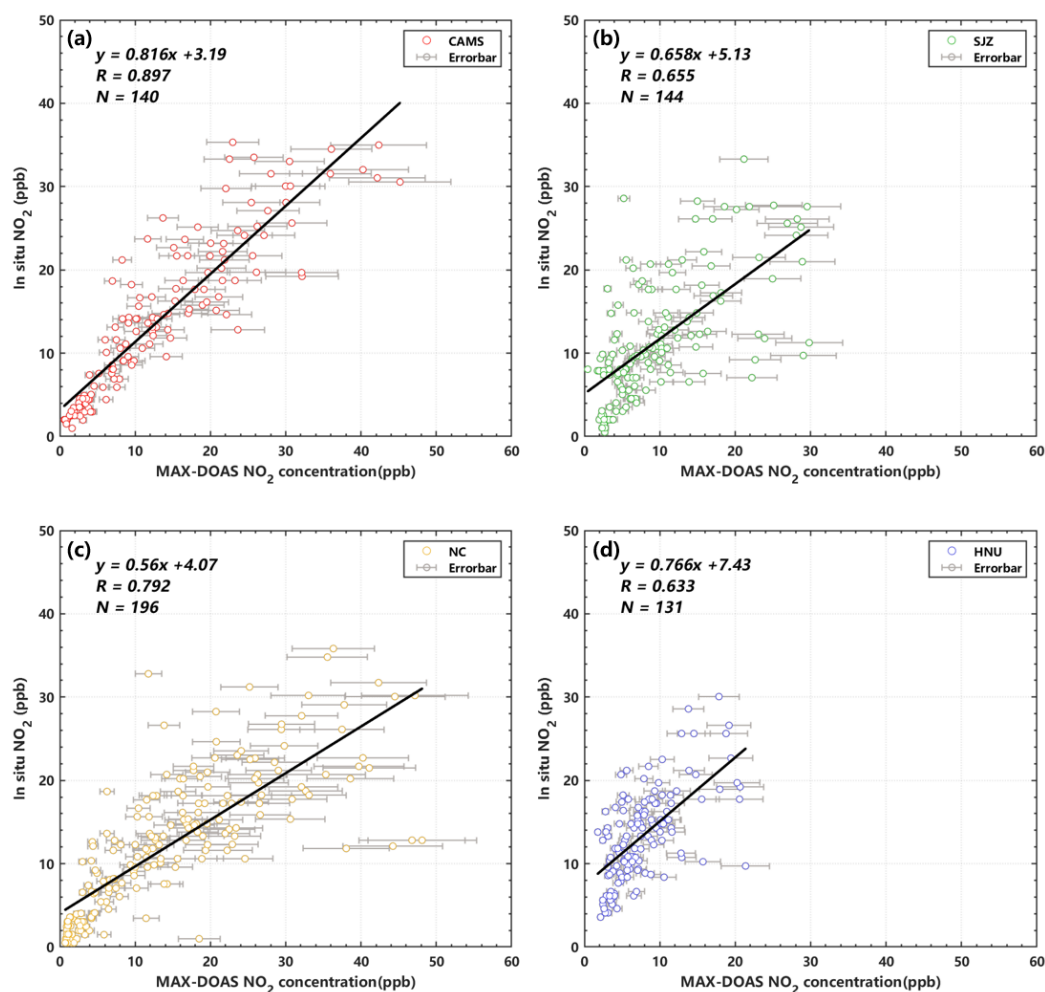 (a)
y = 0.816x +3.19
R = 0.897
N = 140
CAMS
Errorbar
In situ NO2 (ppb)
50
40
30
20
10
0
0 10 20 30 40 50 60
MAX-DOAS NO2 concentration(ppb)
(b)
y = 0.658x +5.13
R = 0.655
N = 144
SJZ
Errorbar
In situ NO2 (ppb)
50
40
30
20
10
0
0 10 20 30 40 50 60
MAX-DOAS NO2 concentration(ppb)
(c)
y = 0.56x +4.07
R = 0.792
N = 196
NC
Errorbar
In situ NO2 (ppb)
50
40
30
20
10
0
0 10 20 30 40 50 60
MAX-DOAS NO2 concentration(ppb)
(d)
y = 0.766x +7.43
R = 0.633
N = 131
HNU
Errorbar
In situ NO2 (ppb)
50
40
30
20
10
0
0 10 20 30 40 50 60
MAX-DOAS NO2 concentration(ppb)